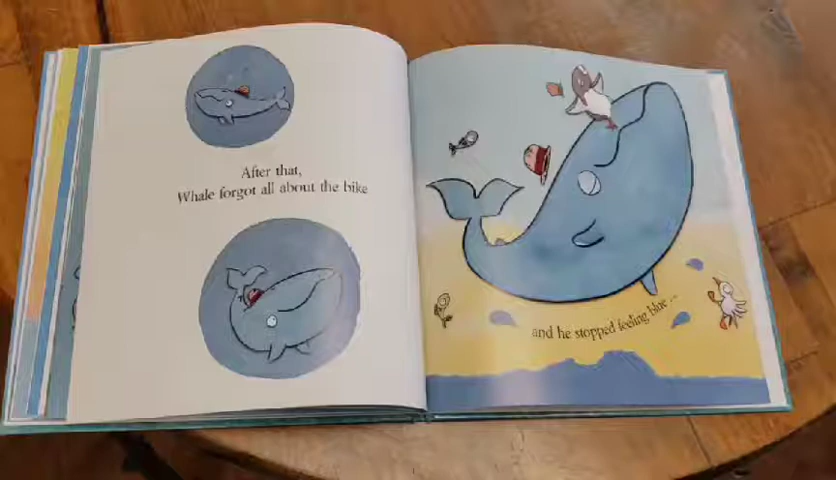 After that,
Whale forgot all about the bike
and he stopped feeling blue...